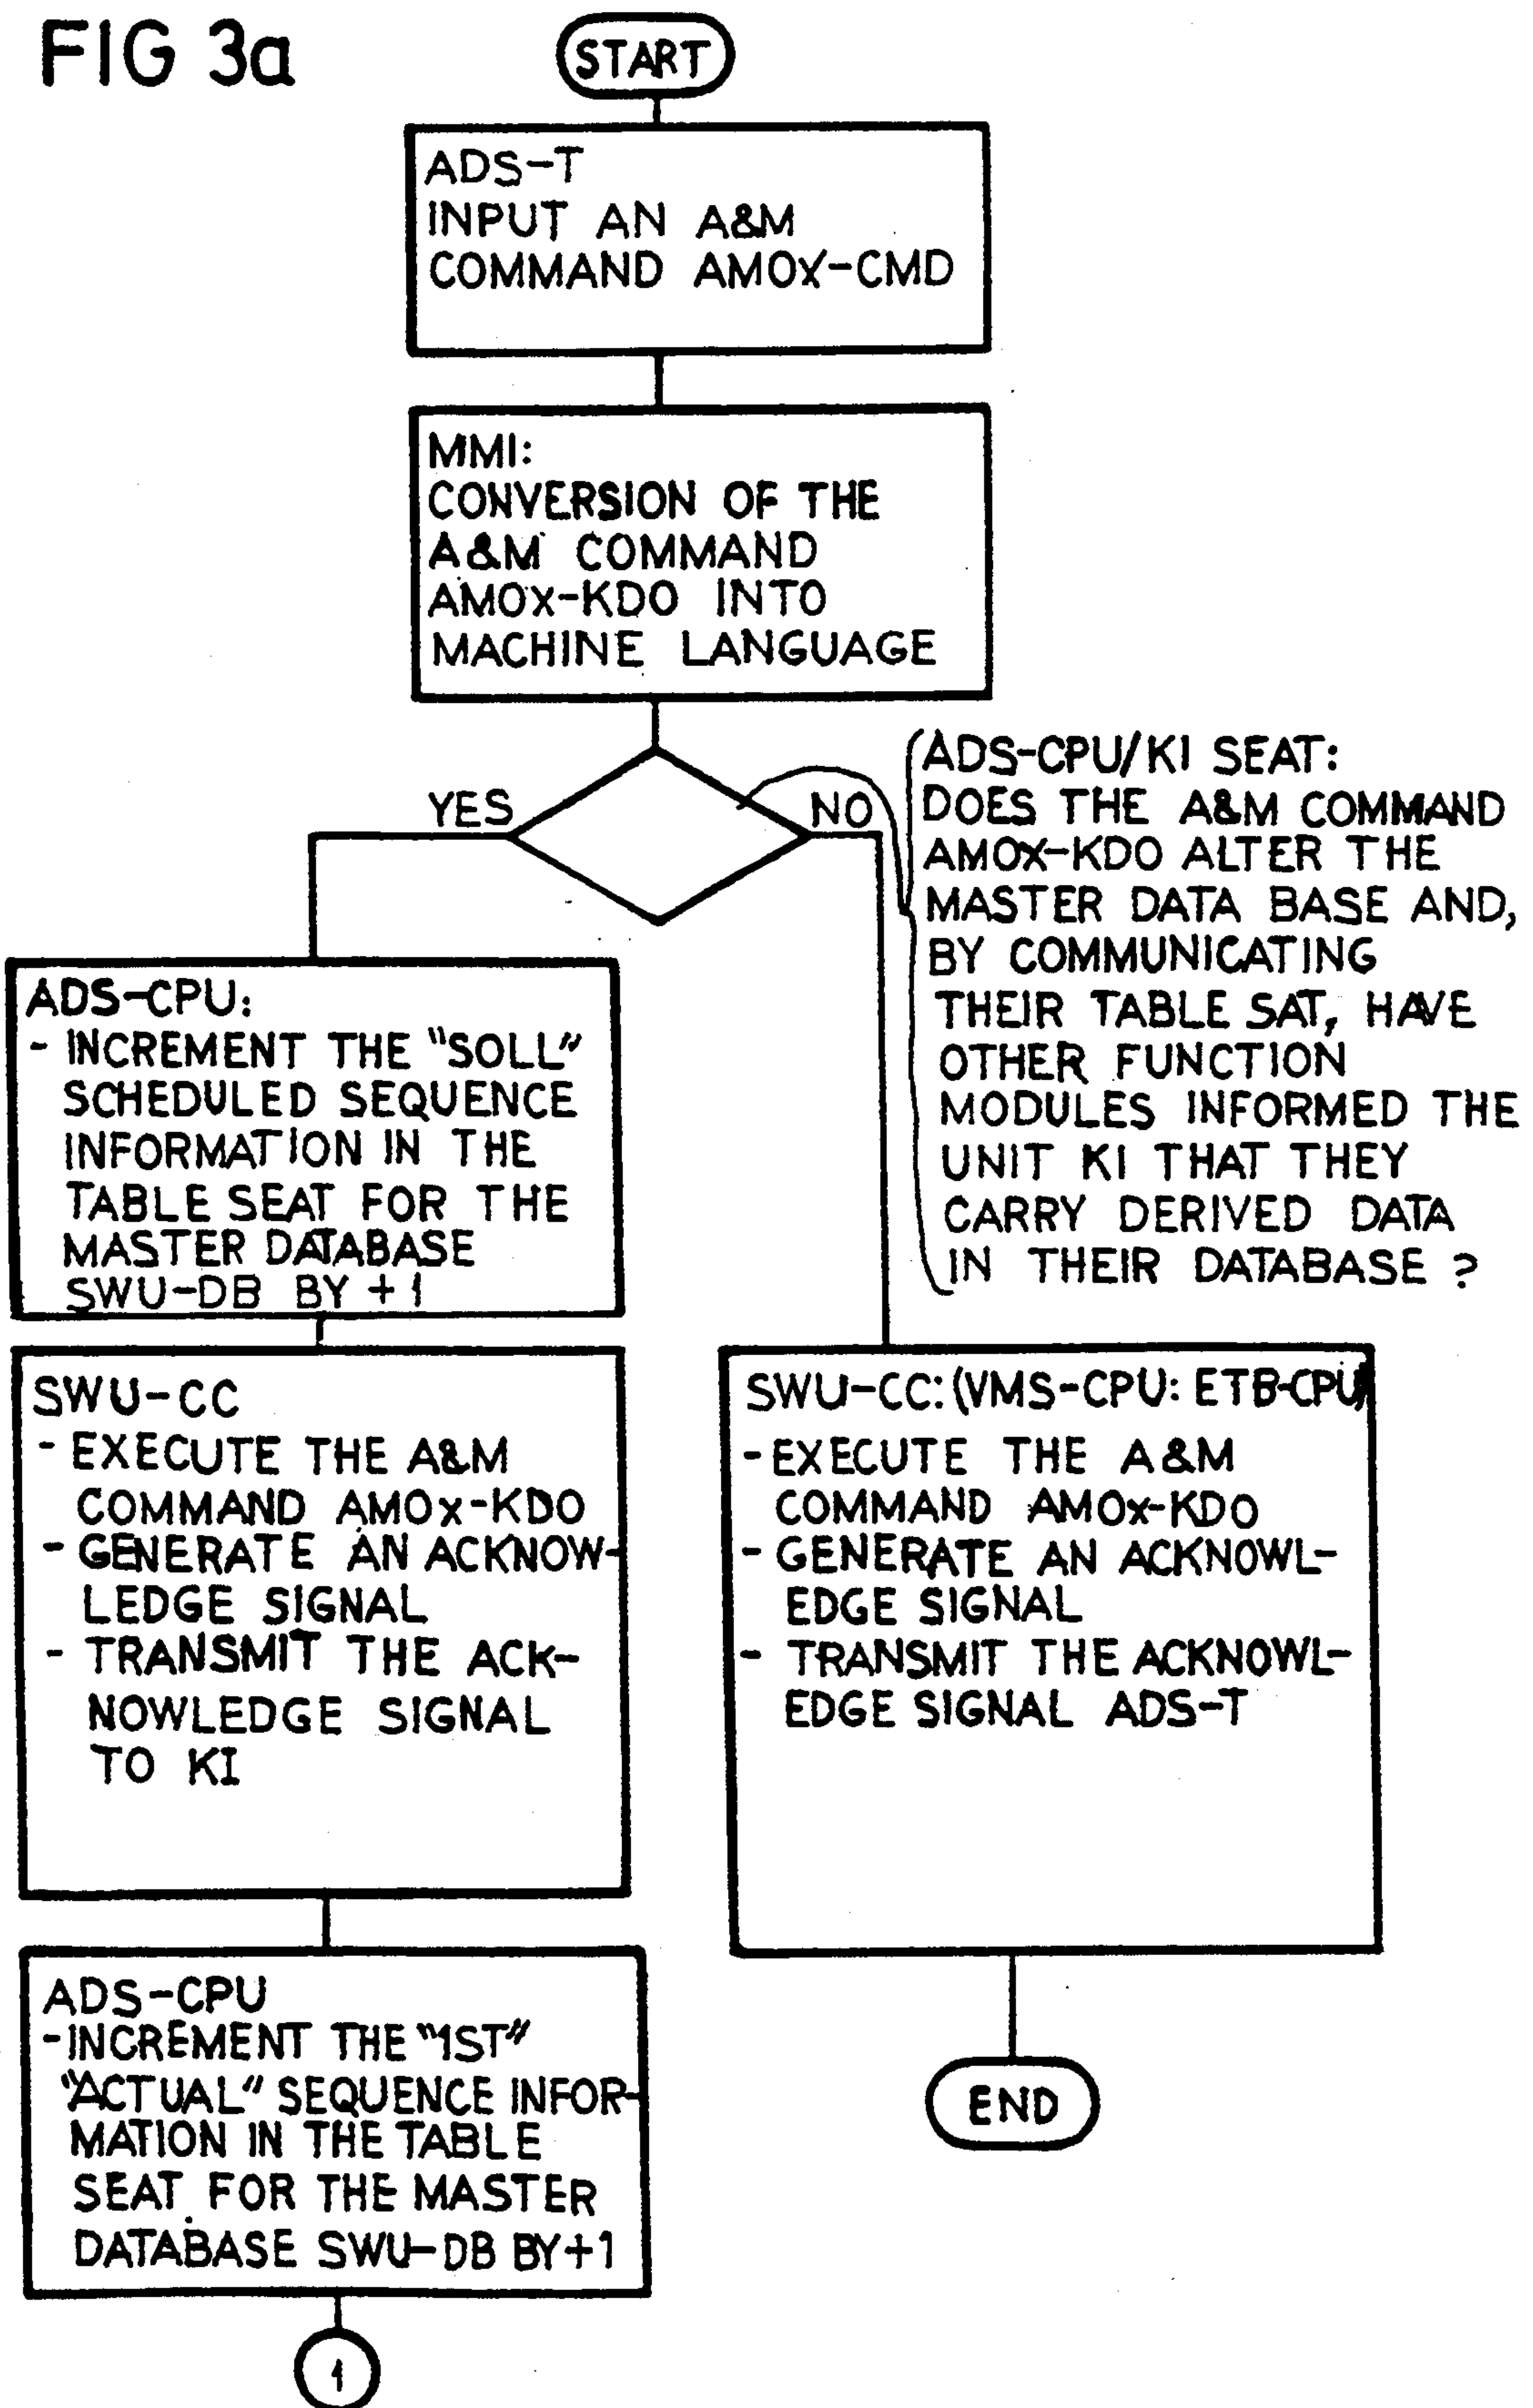 FIG 3a
START
ADS-T
INPUT AN A&M
COMMAND AMOX-CMD
MMI:
CONVERSION OF THE
A&M COMMAND
AMOX-KDO INTO
MACHINE LANGUAGE
YES
NO
ADS-CPU/KI SEAT:
DOES THE A&M COMMAND
AMOX-KDO ALTER THE
MASTER DATA BASE AND,
BY COMMUNICATING
THEIR TABLE SAT, HAVE
OTHER FUNCTION
MODULES INFORMED THE
UNIT KI THAT THEY
CARRY DERIVED DATA
IN THEIR DATABASE ?
ADS-CPU:
- INCREMENT THE "SOLL"
SCHEDULED SEQUENCE
INFORMATION IN THE
TABLE SEAT FOR THE
MASTER DATABASE
SWU-DB BY +1
SWU-CC
- EXECUTE THE A&M
COMMAND AMOx-KDO
- GENERATE AN ACKNOW-
LEDGE SIGNAL
- TRANSMIT THE ACK-
NOWLEDGE SIGNAL
TO KI
SWU-CC:(VMS-CPU: ETB-CPU)
- EXECUTE THE A&M
COMMAND AMOx-KDO
- GENERATE AN ACKNOWL-
EDGE SIGNAL
- TRANSMIT THE ACKNOWL-
EDGE SIGNAL ADS-T
ADS-CPU
- INCREMENT THE "1ST"
"ACTUAL" SEQUENCE INFOR-
MATION IN THE TABLE
SEAT FOR THE MASTER
DATABASE SWU-DB BY+1
END
1